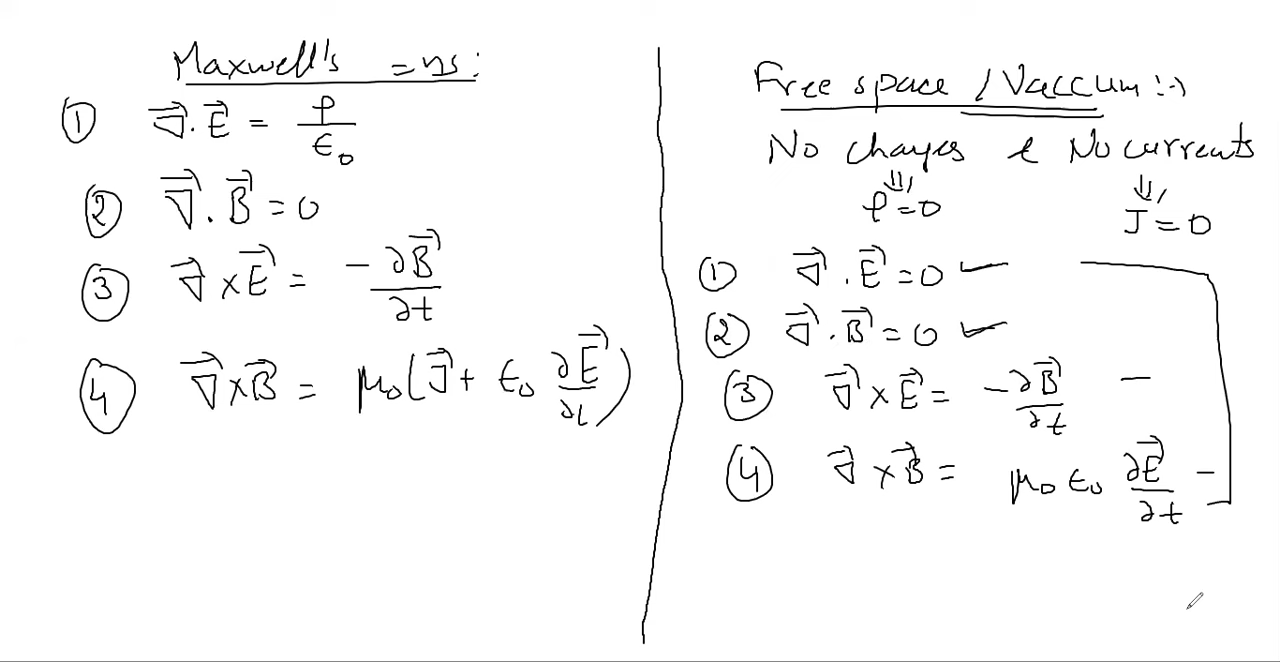 Maxwell's =ns:
① ∇⃗.E⃗ = ρ/ϵ₀
② ∇⃗.B⃗ = 0
③ ∇⃗×E⃗ = -∂B⃗/∂t
④ ∇⃗×B⃗ = μ₀(J⃗+ ϵ₀ ∂E⃗/∂t)
Free space / Vaccum :-)
No charges & No currents
⇓ ⇓
ρ=0 J=0
① ∇⃗.E⃗=0 ✓
② ∇⃗.B⃗=0 ✓
③ ∇⃗×E⃗= -∂B⃗/∂t -
④ ∇⃗×B⃗= μ₀ϵ₀ ∂E⃗/∂t -